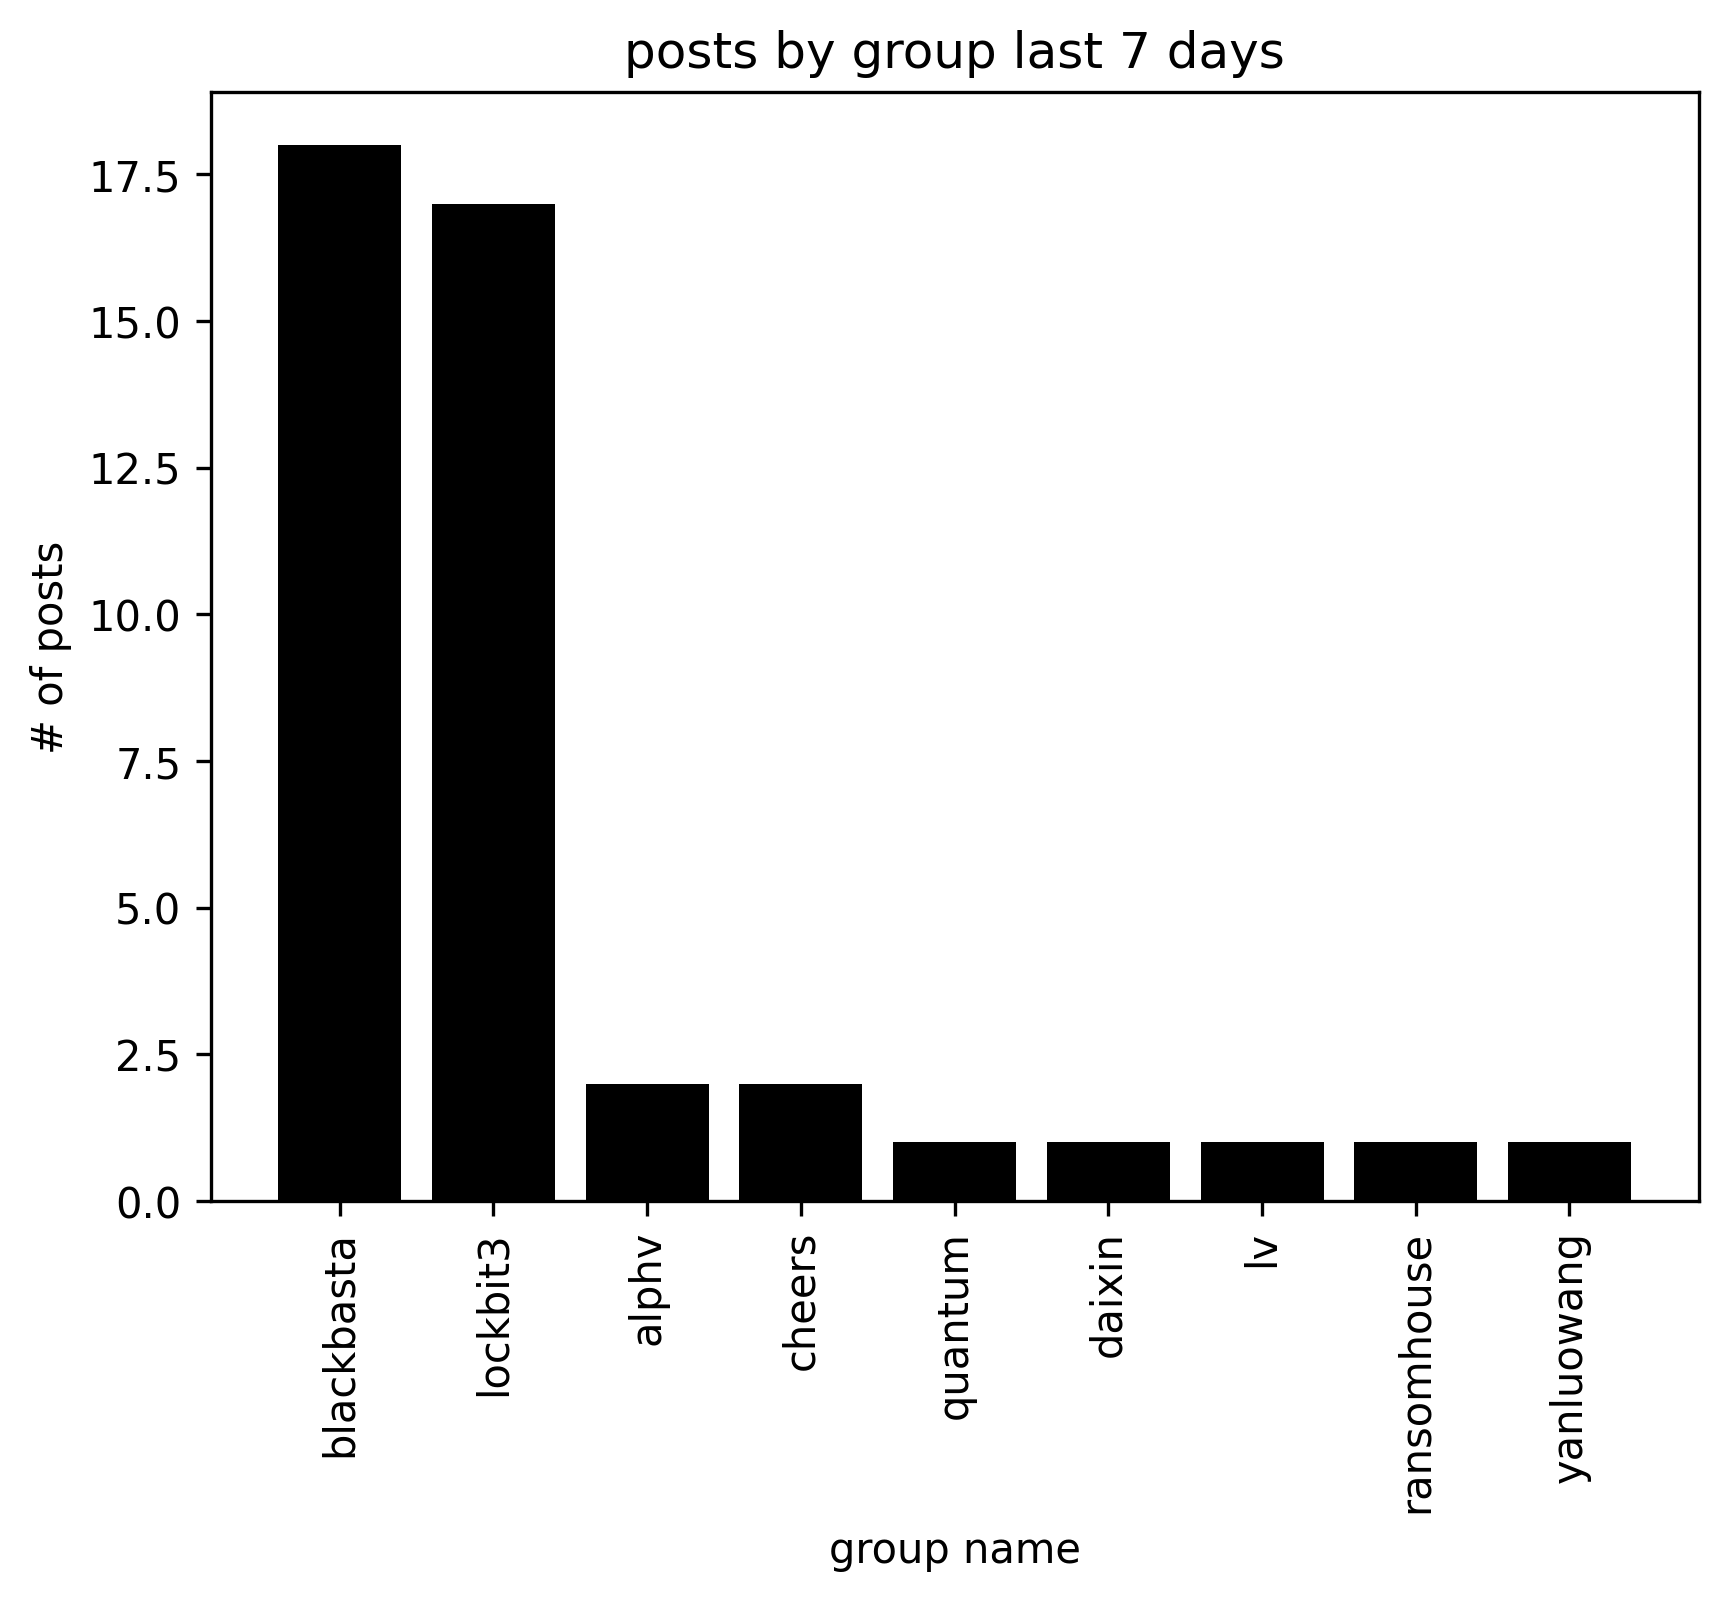 posts by group last 7 days
17.5
15.0
12.5
10.0
7.5
5.0
2.5
0.0
# of posts
blackbasta
lockbit3
alphv
cheers
quantum
daixin
lv
ransomhouse
yanluowang
group name